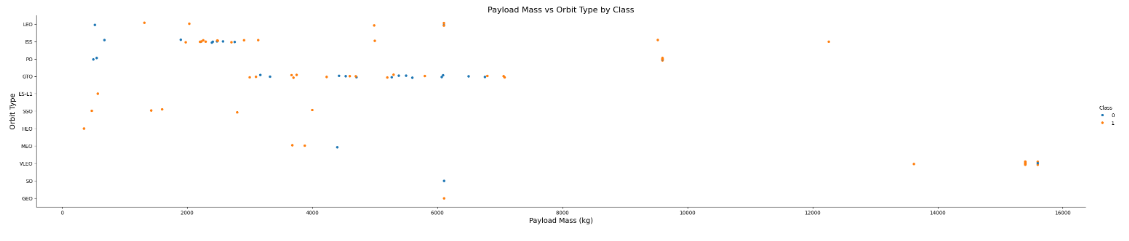 Payload Mass vs Orbit Type by Class
Orbit Type
LEO
ISS
PO
GTO
ES-L1
SSO
HEO
MEO
VLEO
SO
GEO
0
2000
4000
6000
8000
10000
12000
14000
16000
Payload Mass (kg)
Class
0
1